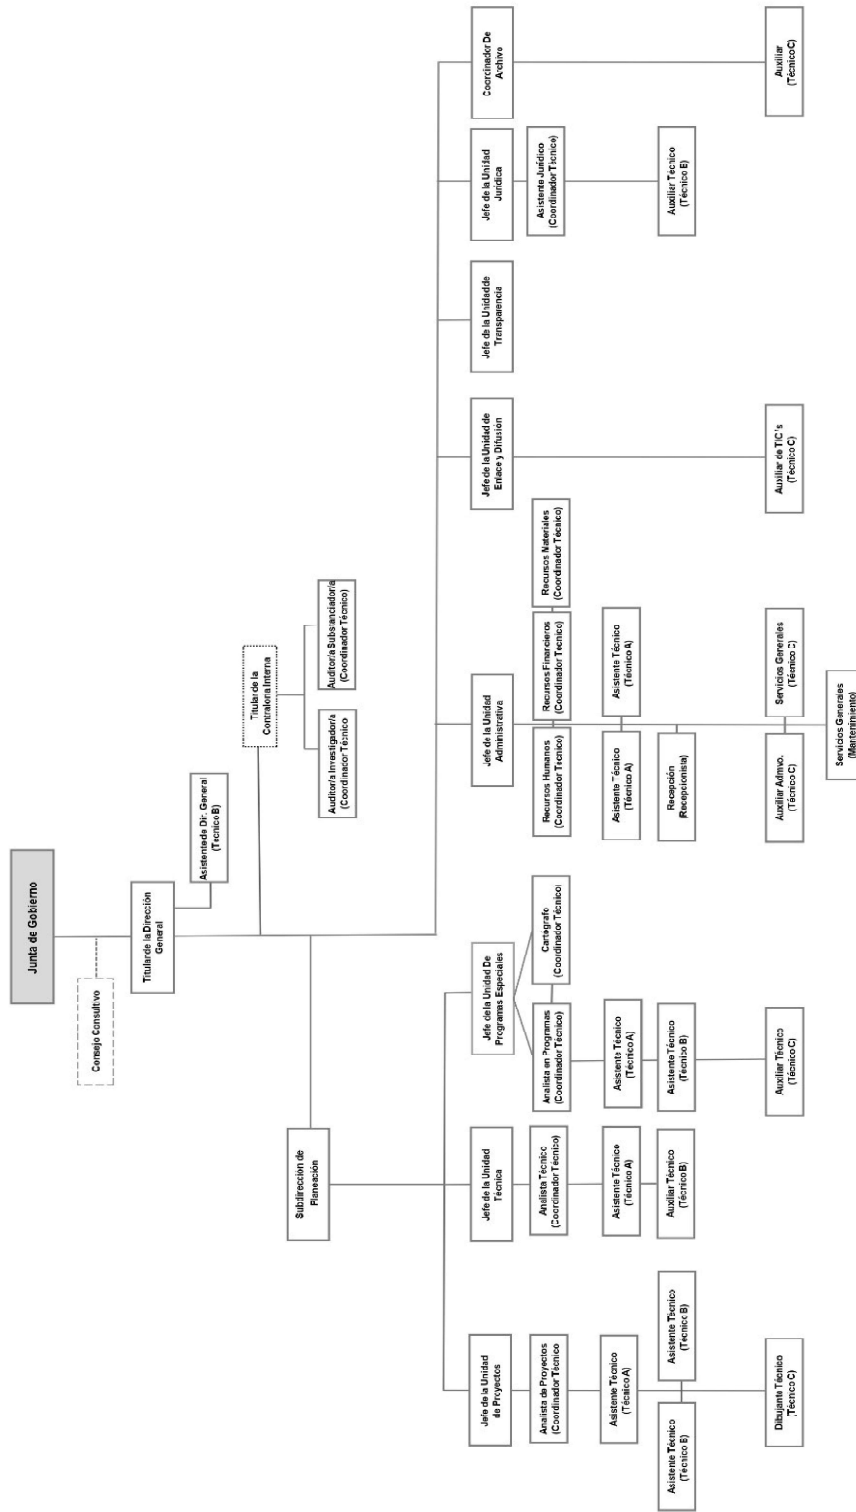 Junta de Gobierno
Consejo Consultivo
Titular de la Dirección
General
Asistente de Dir. General
(Tecnico B)
Titular de la
Contraloria Interna
Auditor/a Investigador/a
(Coordinador Técnico
Auditor/a Substanciador/a
(Coordinador Técnico)
Subdireccion de
Planeación
Jefe de la Unidad
de Proyectos
Jefe de la Unidad
Técnica
Jefe de la Unidad De
Programas Especiales
Jefe de la Unidad
Administrativa
Jefe de la Unidad de
Enlace y Difusión
Jefe de la Unidad de
Transparencia
Jefe de la Unidad
Jurídica
Coordinador De
Archivo
Analista de Proyectos
(Coordinador Técnico
Analista Técnico
(Coordinador Técnico)
Analista en Programas
(Coordinador Técnico)
Cartógrafo
(Coordinador Técnico)
Recursos Humanos
(Coordinador Tecnico)
Recursos Financieros
(Coordinador Tecnico)
Recursos Materiales
(Coordinador Técnico)
Asistente Jurídico
(Coordinador Técnico)
Asistente Técnico
(Técnico A)
Asistente Técnico
(Técnico A)
Asistente Técnico
(Técnico A)
Asistente Técnico
(Técnico A)
Asistente Técnico
(Técnico A)
Asistente Técnico
(Técnico B)
Asistente Técnico
(Técnico B)
Auxiliar Técnico
(Técnico B)
Asistente Técnico
(Técnico B)
Recepción
(Recepcionista)
Auxiliar Técnico
(Técnico B)
Dibujante Técnico
(Técnico C)
Auxiliar Técnico
(Técnico C)
Auxiliar Admvo.
(Técnico C)
Servicios Generales
(Técnico C)
Auxiliar de TIC's
(Técnico C)
Auxiliar
(Técnico C)
Servicios Generales
(Mantenimiento)